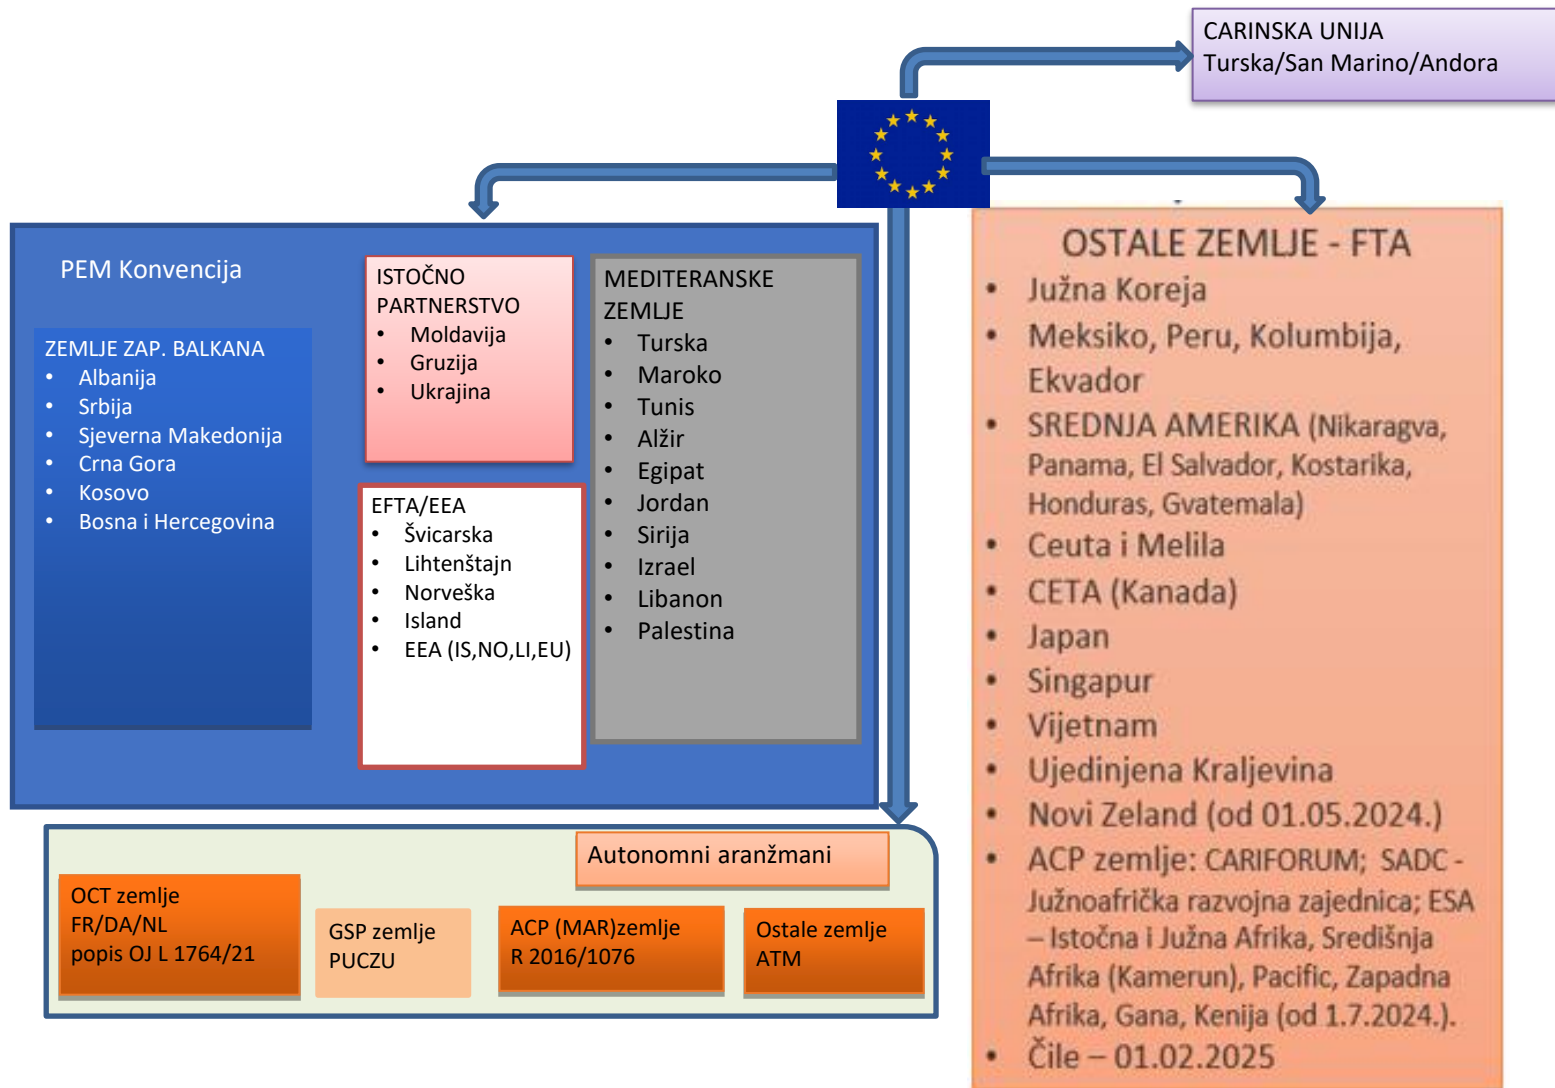 CARINSKA UNIJA
Turska/San Marino/Andora
PEM Konvencija
ZEMLJE ZAP. BALKANA
• Albanija
• Srbija
• Sjeverna Makedonija
• Crna Gora
• Kosovo
• Bosna i Hercegovina
ISTOČNO
PARTNERSTVO
• Moldavija
• Gruzija
• Ukrajina
EFTA/EEA
• Švicarska
• Lihtenštajn
• Norveška
• Island
• EEA (IS,NO,LI,EU)
MEDITERANSKE
ZEMLJE
• Turska
• Maroko
• Tunis
• Alžir
• Egipat
• Jordan
• Sirija
• Izrael
• Libanon
• Palestina
OSTALE ZEMLJE - FTA
• Južna Koreja
• Meksiko, Peru, Kolumbija,
Ekvador
• SREDNJA AMERIKA (Nikaragva,
Panama, El Salvador, Kostarika,
Honduras, Gvatemala)
• Ceuta i Melila
• CETA (Kanada)
• Japan
• Singapur
• Vijetnam
• Ujedinjena Kraljevina
• Novi Zeland (od 01.05.2024.)
• ACP zemlje: CARIFORUM; SADC -
Južnoafrička razvojna zajednica; ESA
– Istočna i Južna Afrika, Središnja
Afrika (Kamerun), Pacific, Zapadna
Afrika, Gana, Kenija (od 1.7.2024.).
• Čile – 01.02.2025
Autonomni aranžmani
OCT zemlje
FR/DA/NL
popis OJ L 1764/21
GSP zemlje
PUCZU
ACP (MAR)zemlje
R 2016/1076
Ostale zemlje
ATM